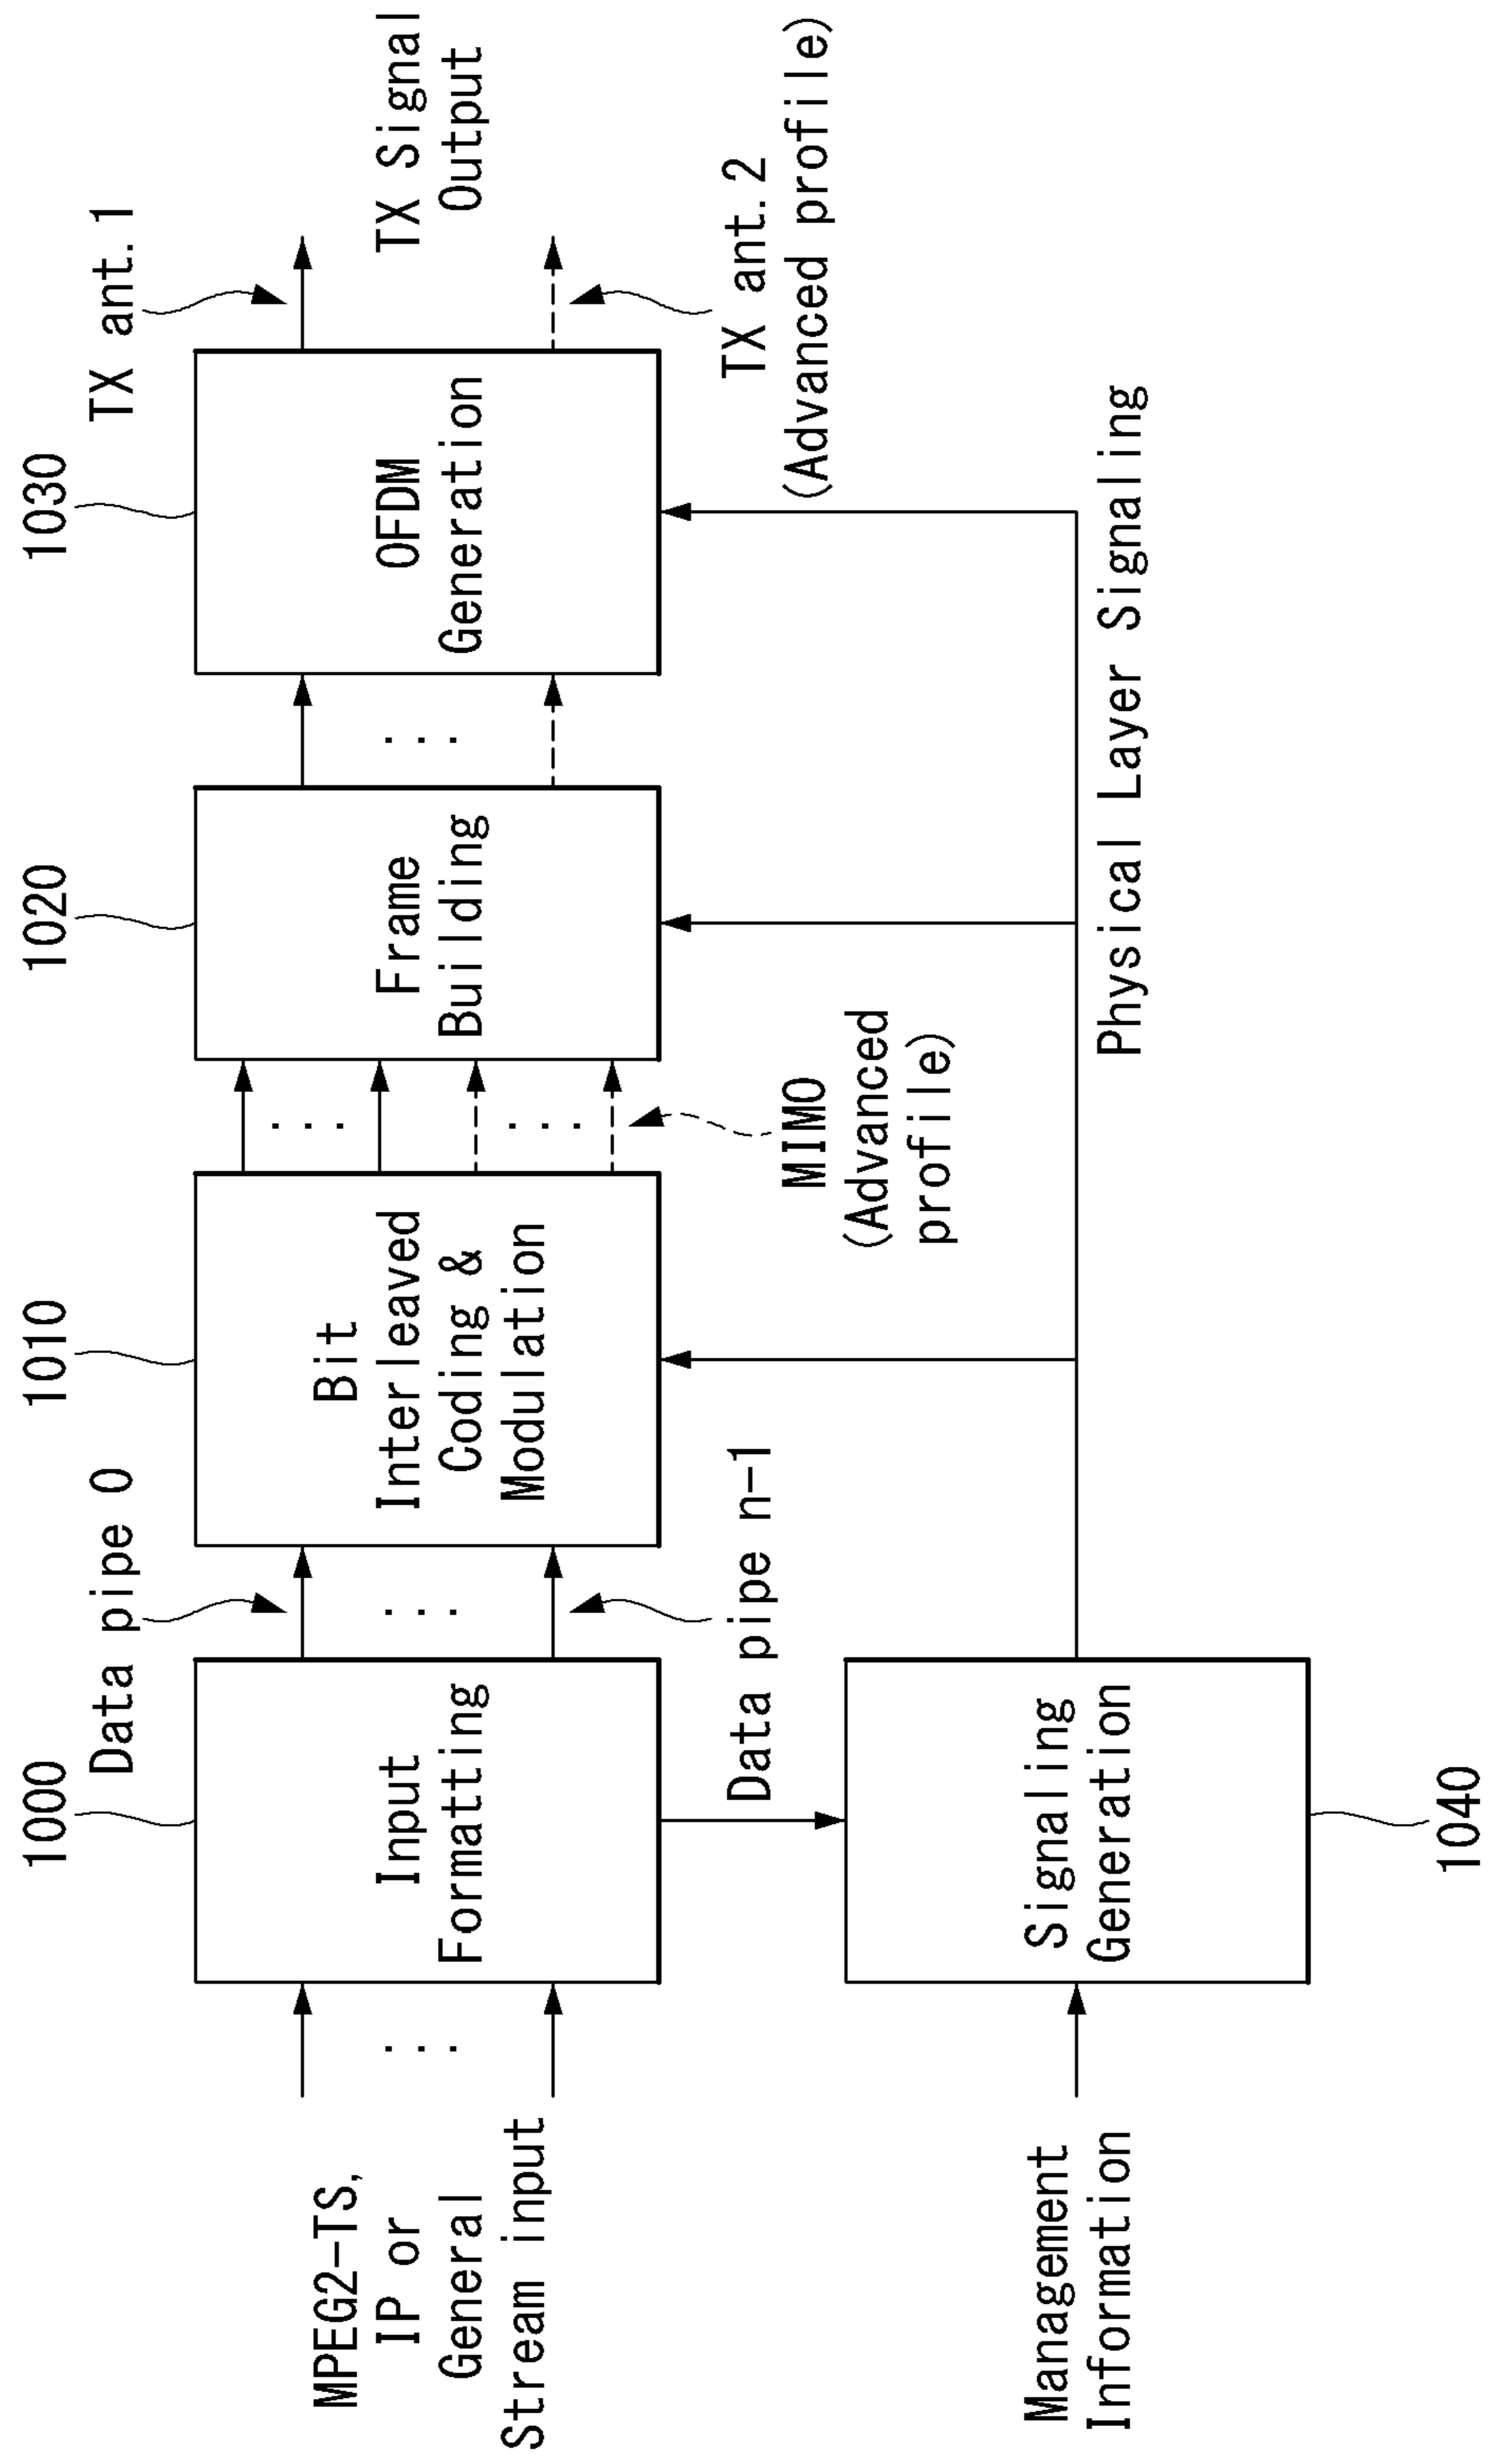 1000
1010
1020
1030
Data pipe 0
TX ant.1
MPEG2-TS,
IP or
General
Stream input
Input
Formatting
Bit
Interleaved
Coding &
Modulation
Frame
Building
OFDM
Generation
TX Signal
Output
Data pipe n-1
MIMO
(Advanced
profile)
TX ant.2
(Advanced profile)
Management
Information
Signaling
Generation
Physical Layer Signaling
1040